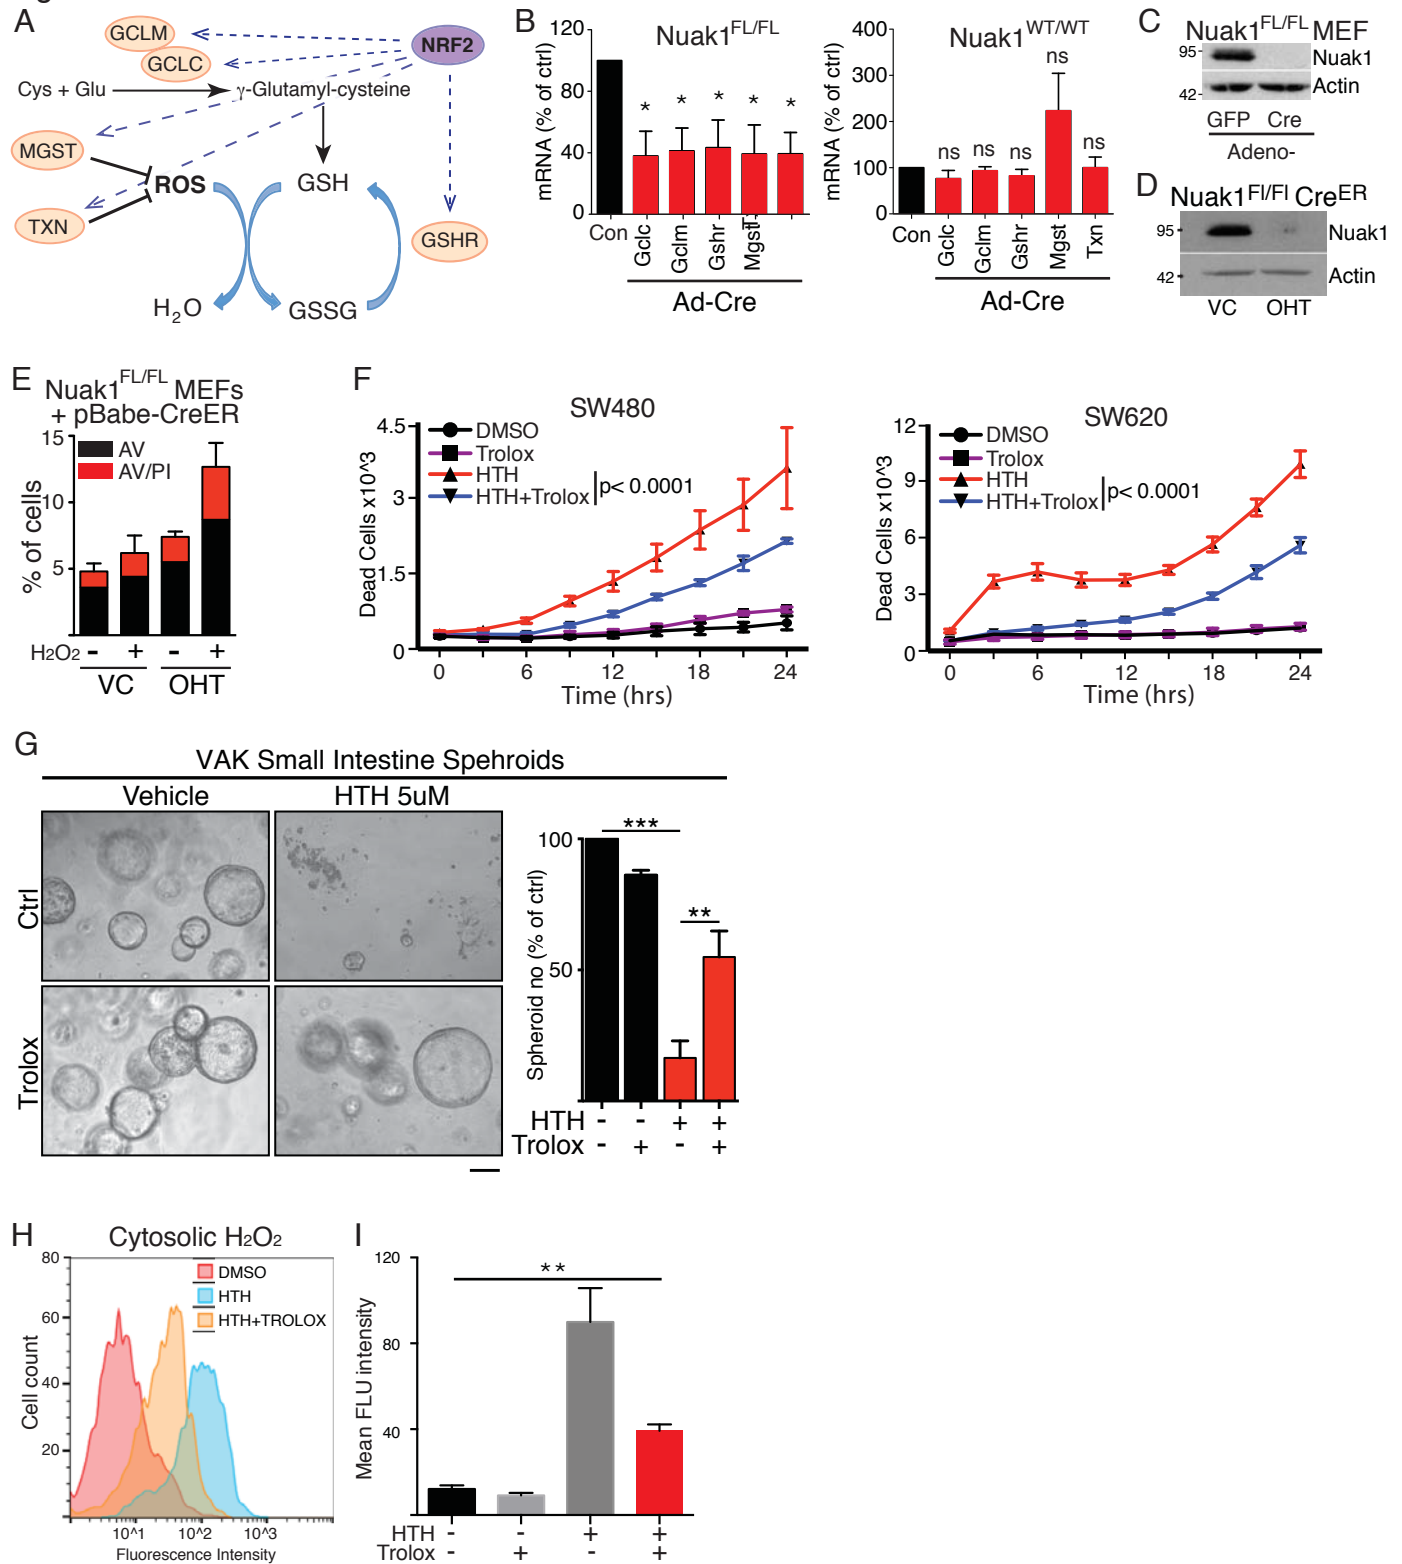 A
GCLM
GCLC
NRF2
Cys + Glu
γ-Glutamyl-cysteine
MGST
ROS
GSH
TXN
GSHR
H2O
GSSG
B
Nuak1FL/FL
mRNA (% of ctrl)
120
80
40
0
* * * * *
Con
Gclc
Gclm
Gshr
Mgst
Ad-Cre
Nuak1WT/WT
mRNA (% of ctrl)
400
300
200
100
0
ns ns ns ns ns
Con
Gclc
Gclm
Gshr
Mgst
Txn
Ad-Cre
C
Nuak1FL/FL MEF
95
Nuak1
42
Actin
GFP Cre
Adeno-
D
Nuak1Fl/Fl CreER
95
Nuak1
42
Actin
VC OHT
E
Nuak1FL/FL MEFs
+ pBabe-CreER
% of cells
15
10
5
AV
AV/PI
H2O2 - + - +
VC OHT
F
SW480
Dead Cells x10^3
4.5
3
1.5
0
DMSO
Trolox
HTH
HTH+Trolox
p< 0.0001
0 6 12 18 24
Time (hrs)
SW620
Dead Cells x10^3
12
9
6
3
0
DMSO
Trolox
HTH
HTH+Trolox
p< 0.0001
0 6 12 18 24
Time (hrs)
G
VAK Small Intestine Spehroids
Vehicle
HTH 5uM
Ctrl
Trolox
Spheroid no (% of ctrl)
100
50
***
**
HTH - - + +
Trolox - + - +
H
Cytosolic H2O2
Cell count
80
60
40
20
DMSO
HTH
HTH+TROLOX
10^1 10^2 10^3
Fluorescence Intensity
I
Mean FLU intensity
120
80
40
**
HTH - - + +
Trolox - + - +